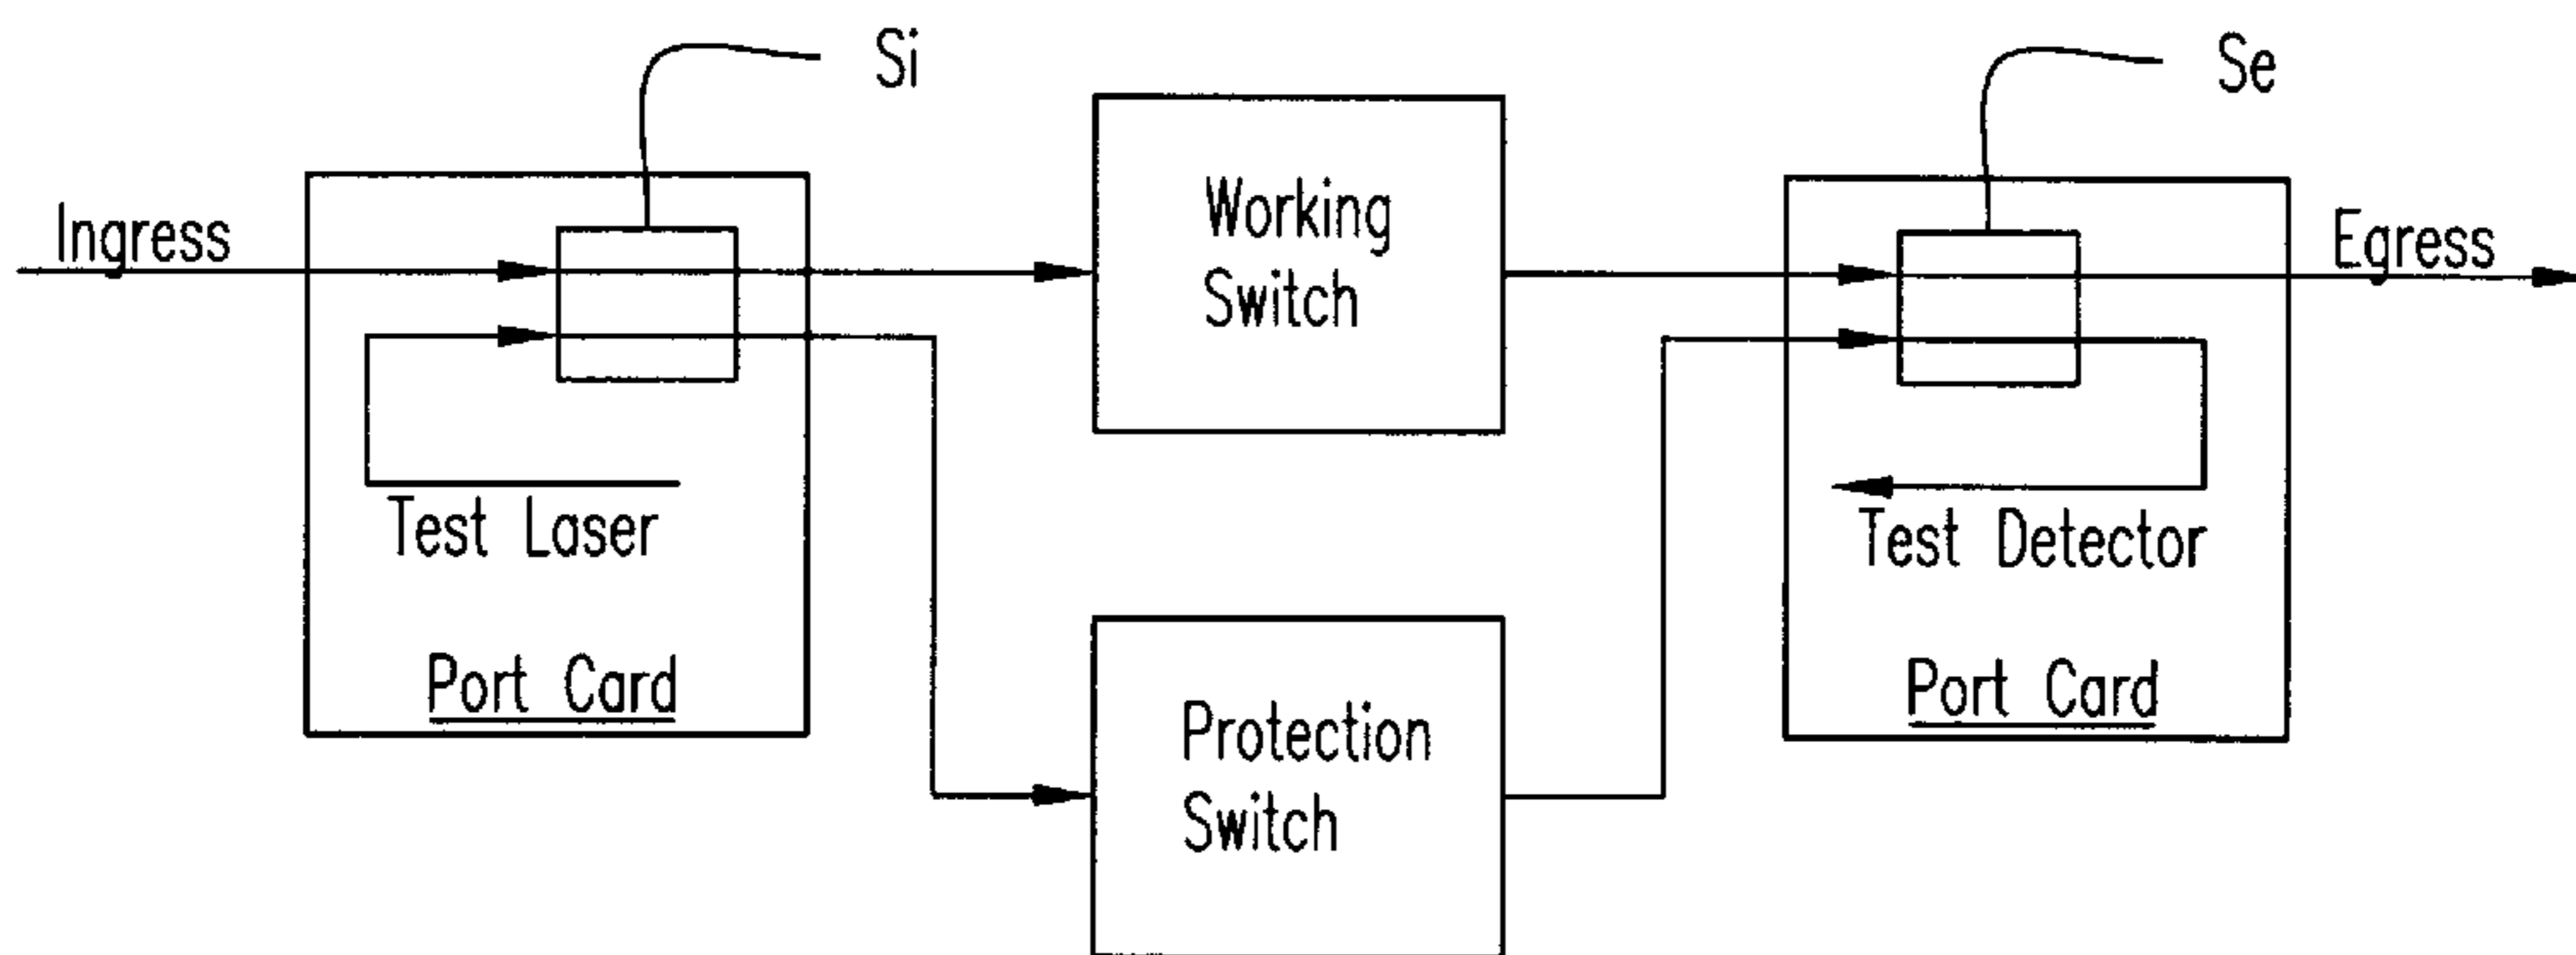 Si
Se
Ingress
Working
Switch
Egress
Test Laser
Test Detector
Port Card
Port Card
Protection
Switch